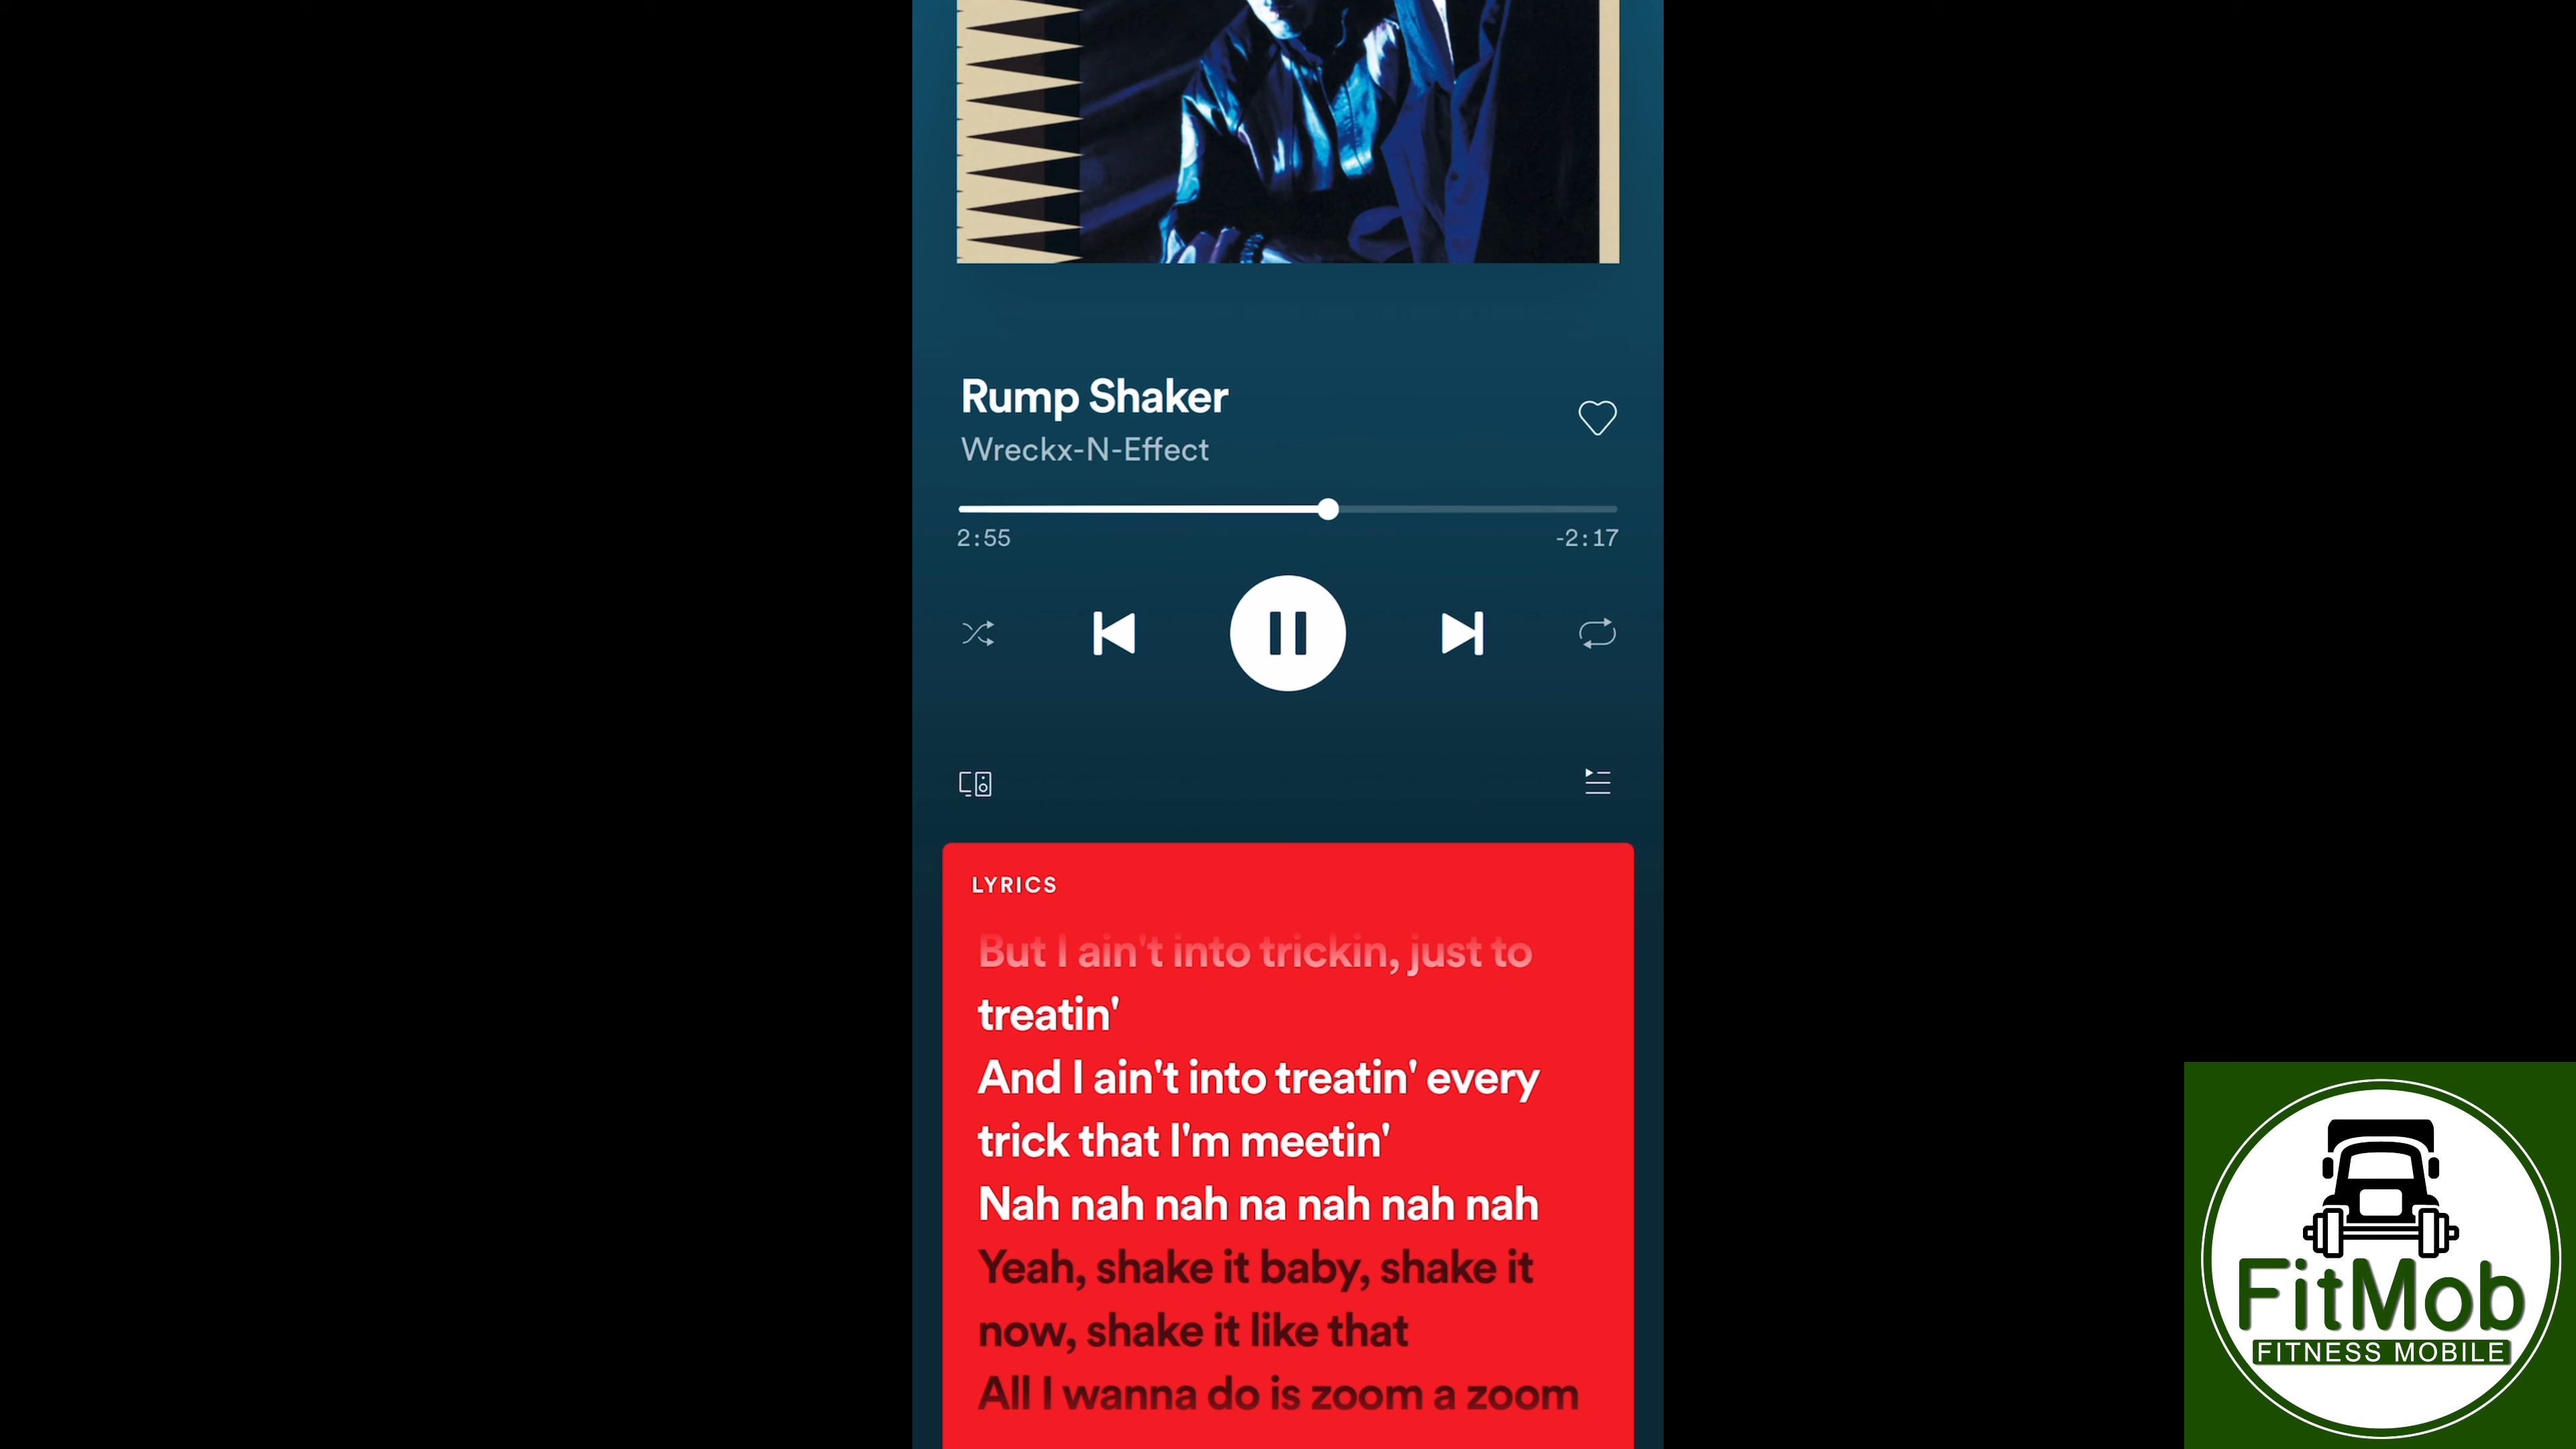 Rump Shaker
Wreckx-N-Effect
2:55
-2:17
LYRICS
But I ain't into trickin, just to
treatin'
And I ain't into treatin' every
trick that I'm meetin'
Nah nah nah na nah nah nah
Yeah, shake it baby, shake it
now, shake it like that
All I wanna do is zoom a zoom
FitMob
FITNESS MOBILE